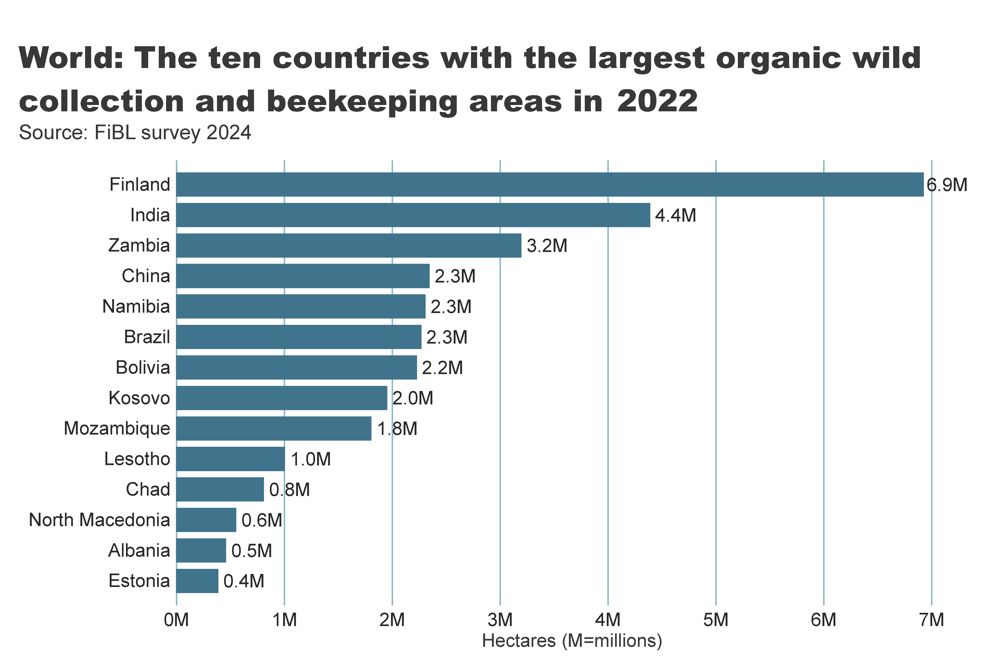 World: The ten countries with the largest organic wild
collection and beekeeping areas in 2022
Source: FiBL survey 2024
Finland 6.9M
India 4.4M
Zambia 3.2M
China 2.3M
Namibia 2.3M
Brazil 2.3M
Bolivia 2.2M
Kosovo 2.0M
Mozambique 1.8M
Lesotho 1.0M
Chad 0.8M
North Macedonia 0.6M
Albania 0.5M
Estonia 0.4M
0M 1M 2M 3M 4M 5M 6M 7M
Hectares (M=millions)